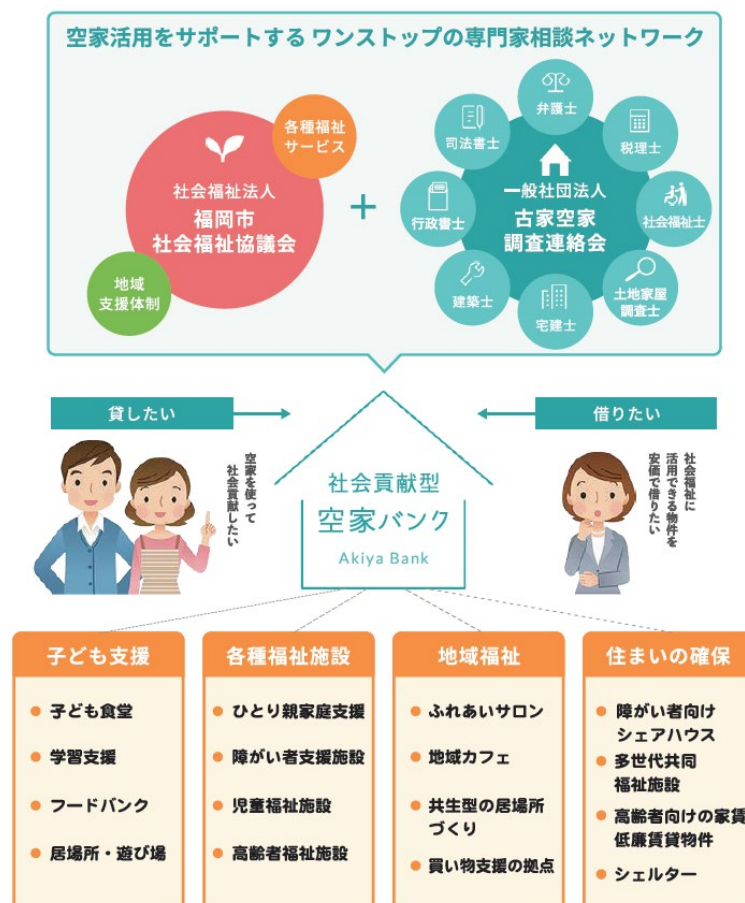 空家活用をサポートする ワンストップの専門家相談ネットワーク
各種福祉
サービス
社会福祉法人
福岡市
社会福祉協議会
地域
支援体制
+
弁護士
司法書士
税理士
行政書士
社会福祉士
建築士
土地家屋
調査士
宅建士
一般社団法人
古家空家
調査連絡会
貸したい
借りたい
空家を使って
社会貢献したい
社会福祉に
活用できる物件を
安価で借りたい
社会貢献型
空家バンク
Akiya Bank
子ども支援
● 子ども食堂
● 学習支援
● フードバンク
● 居場所・遊び場
各種福祉施設
● ひとり親家庭支援
● 障がい者支援施設
● 児童福祉施設
● 高齢者福祉施設
地域福祉
● ふれあいサロン
● 地域カフェ
● 共生型の居場所
づくり
● 買い物支援の拠点
住まいの確保
● 障がい者向け
シェアハウス
● 多世代共同
福祉施設
● 高齢者向けの家賃
低廉賃貸物件
● シェルター